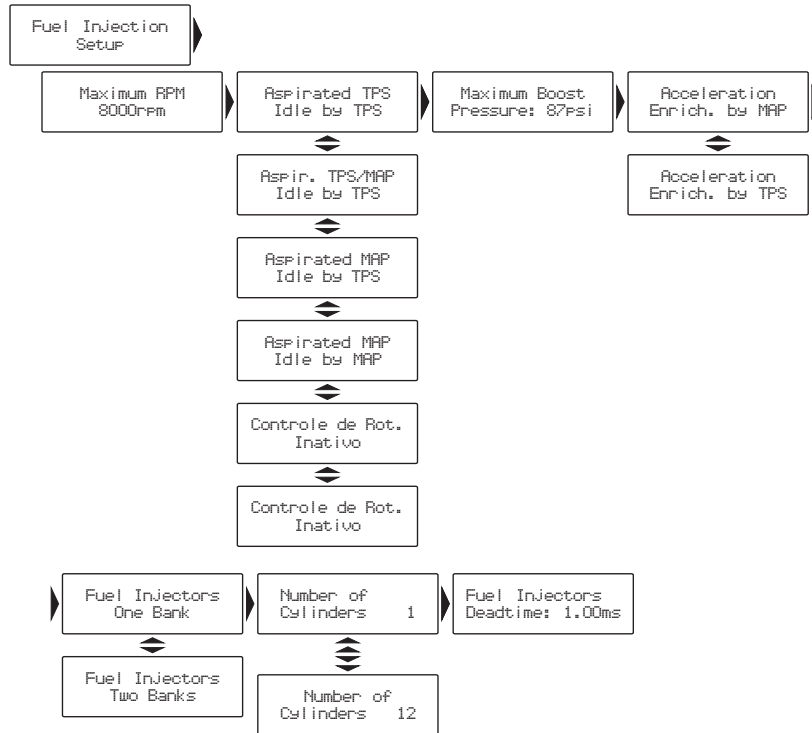 Fuel Injection
Setup
Maximum RPM
8000rpm
Aspirated TPS
Idle by TPS
Maximum Boost
Pressure: 87psi
Acceleration
Enrich. by MAP
Aspir. TPS/MAP
Idle by TPS
Acceleration
Enrich. by TPS
Aspirated MAP
Idle by TPS
Aspirated MAP
Idle by MAP
Controle de Rot.
Inativo
Controle de Rot.
Inativo
Fuel Injectors
One Bank
Number of
Cylinders 1
Fuel Injectors
Deadtime: 1.00ms
Fuel Injectors
Two Banks
Number of
Cylinders 12